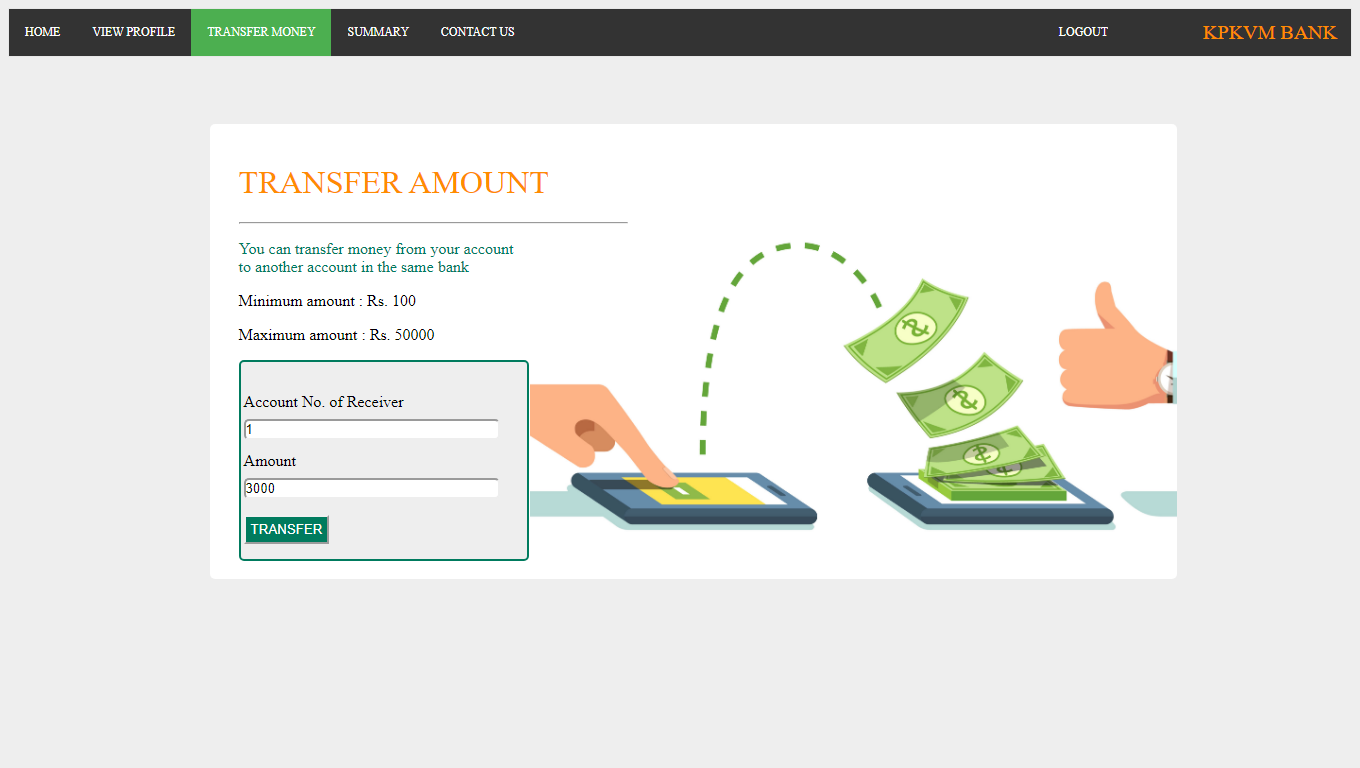 HOME VIEW PROFILE TRANSFER MONEY SUMMARY CONTACT US LOGOUT KPKVM BANK
TRANSFER AMOUNT
You can transfer money from your account
to another account in the same bank
Minimum amount : Rs. 100
Maximum amount : Rs. 50000
Account No. of Receiver
1
Amount
3000
TRANSFER